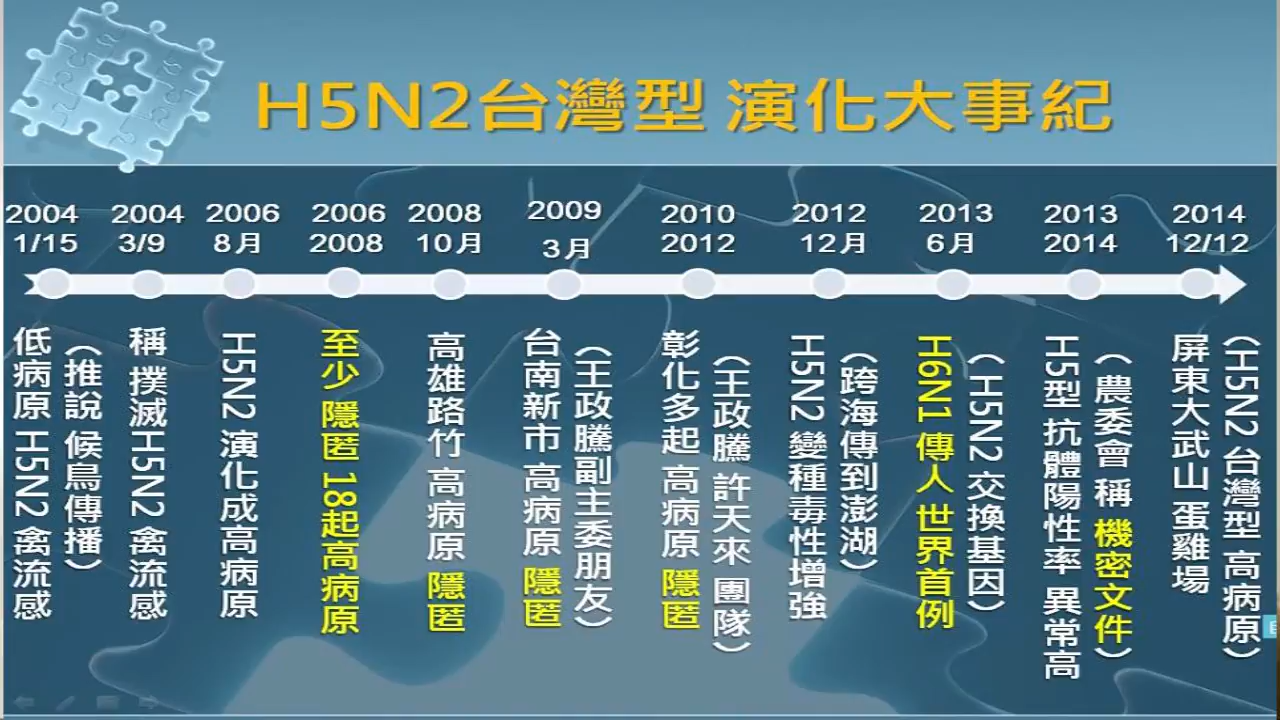 H5N2台灣型 演化大事紀
2004
1/15
低病原 H5N2 禽流感
（推說 候鳥傳播）
2004
3/9
稱 撲滅H5N2 禽流感
2006
8月
H5N2 演化成高病原
2006
2008
至少 隱匿 18起高病原
2008
10月
高雄路竹 高病原 隱匿
2009
3月
台南新市 高病原 隱匿
（王政騰副主委朋友）
2010
2012
彰化多起 高病原 隱匿
（王政騰 許天來 團隊）
2012
12月
H5N2 變種毒性增強
（跨海傳到澎湖）
2013
6月
H6N1 傳人 世界首例
（H5N2 交換基因）
2013
2014
H5型 抗體陽性率 異常高
（農委會 稱 機密文件）
2014
12/12
屏東大武山 蛋雞場
（H5N2 台灣型 高病原）